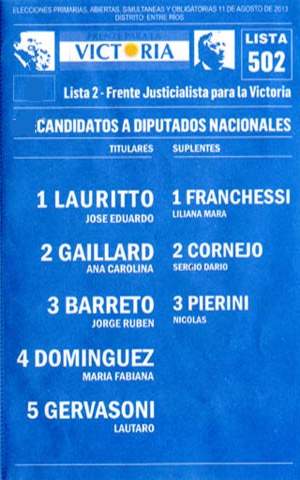 ELECCIONES PRIMARIAS, ABIERTAS, SIMULTANEAS Y OBLIGATORIAS 11 DE AGOSTO DE 2013
DISTRITO: ENTRE RIOS
FRENTE PARA LA
VICTORIA
LISTA
502
Lista 2 - Frente Justicialista para la Victoria
CANDIDATOS A DIPUTADOS NACIONALES
TITULARES
SUPLENTES
1 LAURITTO
JOSE EDUARDO
2 GAILLARD
ANA CAROLINA
3 BARRETO
JORGE RUBEN
4 DOMINGUEZ
MARIA FABIANA
5 GERVASONI
LAUTARO
1 FRANCHESSI
LILIANA MARA
2 CORNEJO
SERGIO DARIO
3 PIERINI
NICOLAS